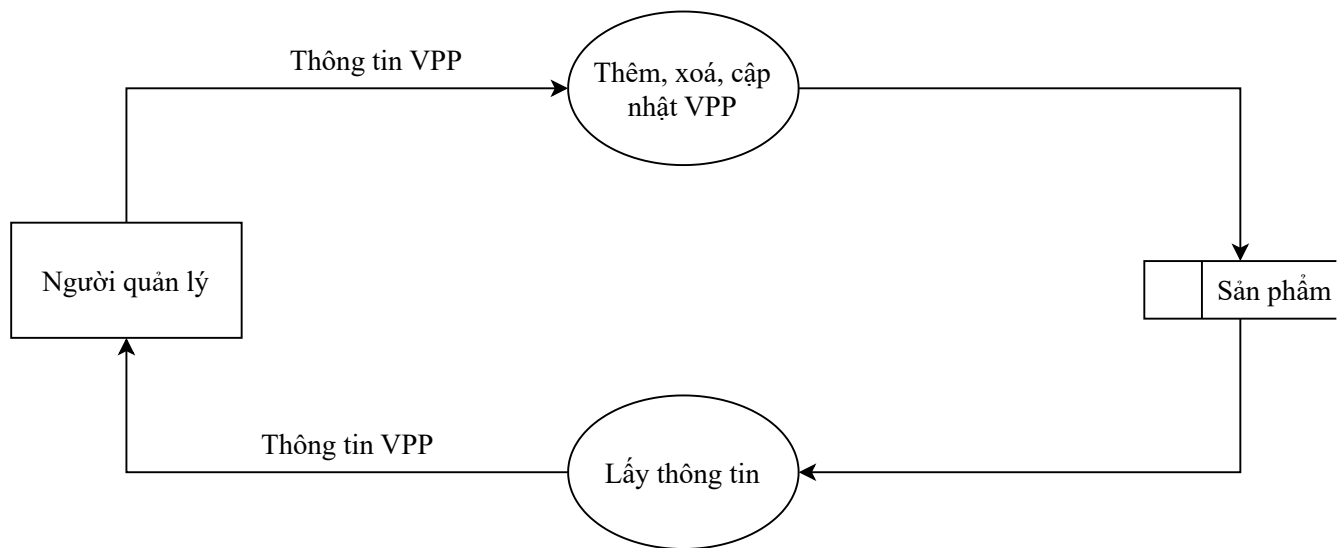 Thông tin VPP
Thêm, xoá, cập
nhật VPP
Người quản lý
Sản phẩm
Thông tin VPP
Lấy thông tin